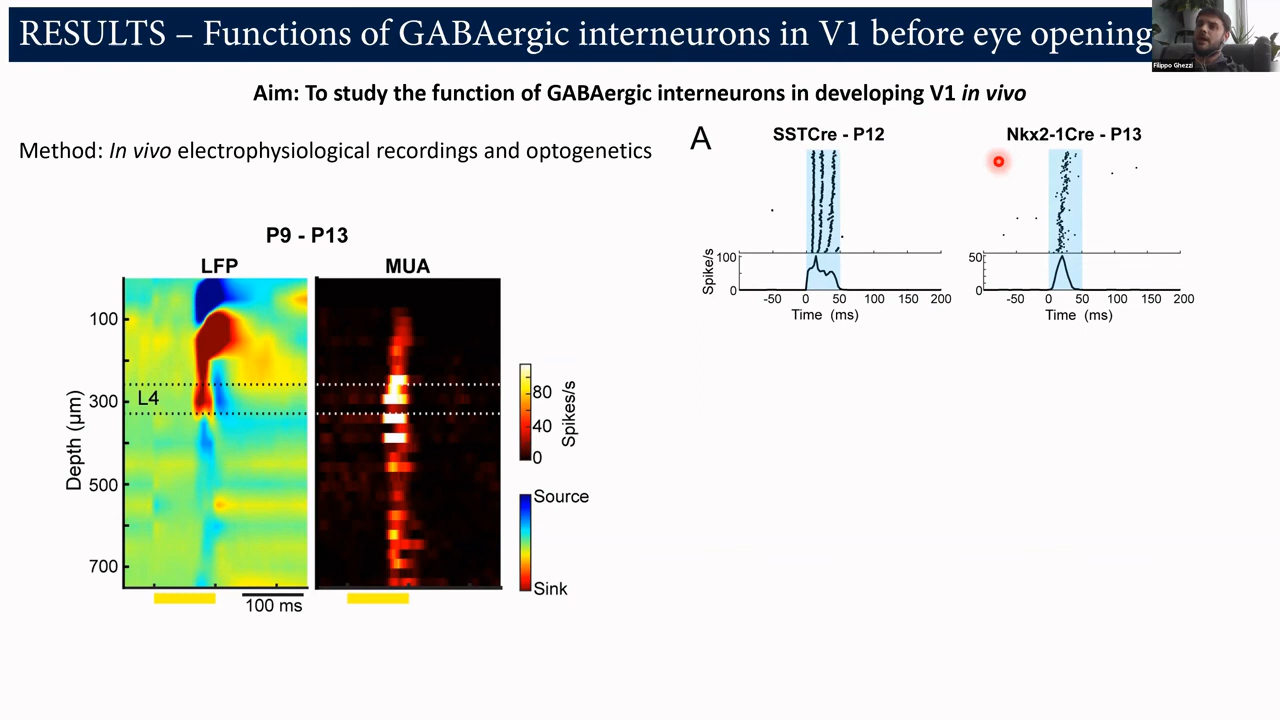 RESULTS – Functions of GABAergic interneurons in V1 before eye opening
Filippo Ghezzi
Aim: To study the function of GABAergic interneurons in developing V1 in vivo
Method: In vivo electrophysiological recordings and optogenetics
P9 - P13
LFP
MUA
Depth (µm)
100
300
500
700
L4
100 ms
80
40
0
Spikes/s
Source
Sink
A
SSTCre - P12
Spike/s
100
0
-50 0 50 100 150 200
Time (ms)
Nkx2-1Cre - P13
50
0
-50 0 50 100 150 200
Time (ms)